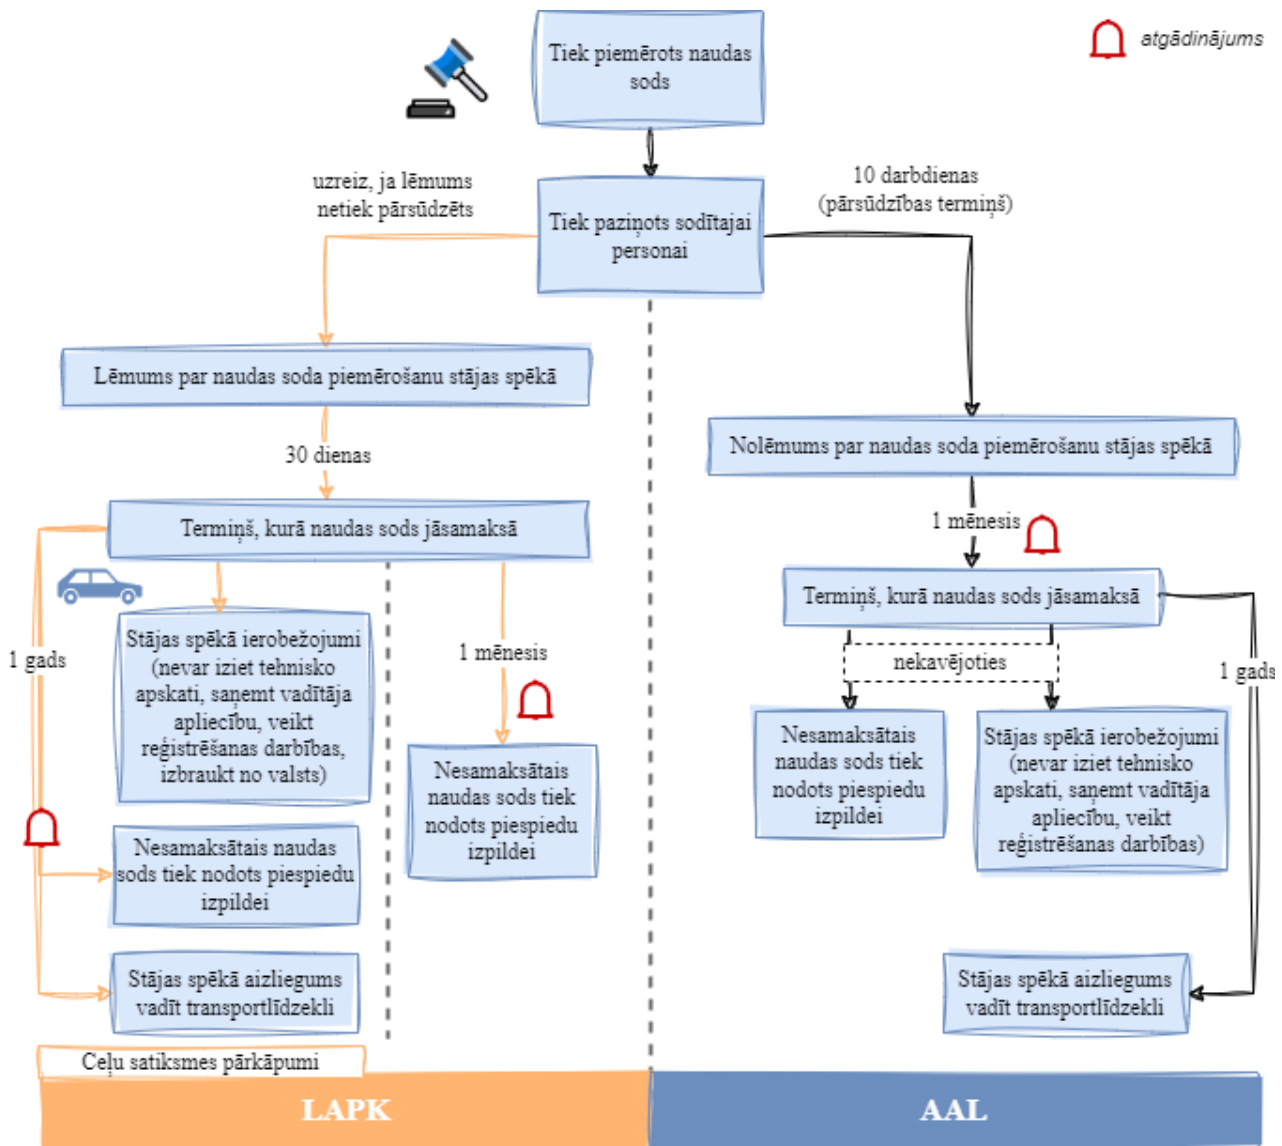 Tiek piemērots naudas
sods
atgādinājums
uzreiz, ja lēmums
netiek pārsūdzēts
10 darbdienas
(pārsūdzības termiņš)
Tiek paziņots sodītajai
personai
Lēmums par naudas soda piemērošanu stājas spēkā
30 dienas
Termiņš, kurā naudas sods jāsamaksā
1 gads
Stājas spēkā ierobežojumi
(nevar iziet tehnisko
apskati, saņemt vadītāja
apliecību, veikt
reģistrēšanas darbības,
izbraukt no valsts)
1 mēnesis
Nesamaksātais
naudas sods tiek
nodots piespiedu
izpildei
Nesamaksātais naudas
sods tiek nodots piespiedu
izpildei
Stājas spēkā aizliegums
vadīt transportlīdzekli
Ceļu satiksmes pārkāpumi
LAPK
Nolēmums par naudas soda piemērošanu stājas spēkā
1 mēnesis
Termiņš, kurā naudas sods jāsamaksā
nekavējoties
1 gads
Nesamaksātais
naudas sods tiek
nodots piespiedu
izpildei
Stājas spēkā ierobežojumi
(nevar iziet tehnisko
apskati, saņemt vadītāja
apliecību, veikt
reģistrēšanas darbības)
Stājas spēkā aizliegums
vadīt transportlīdzekli
AAL